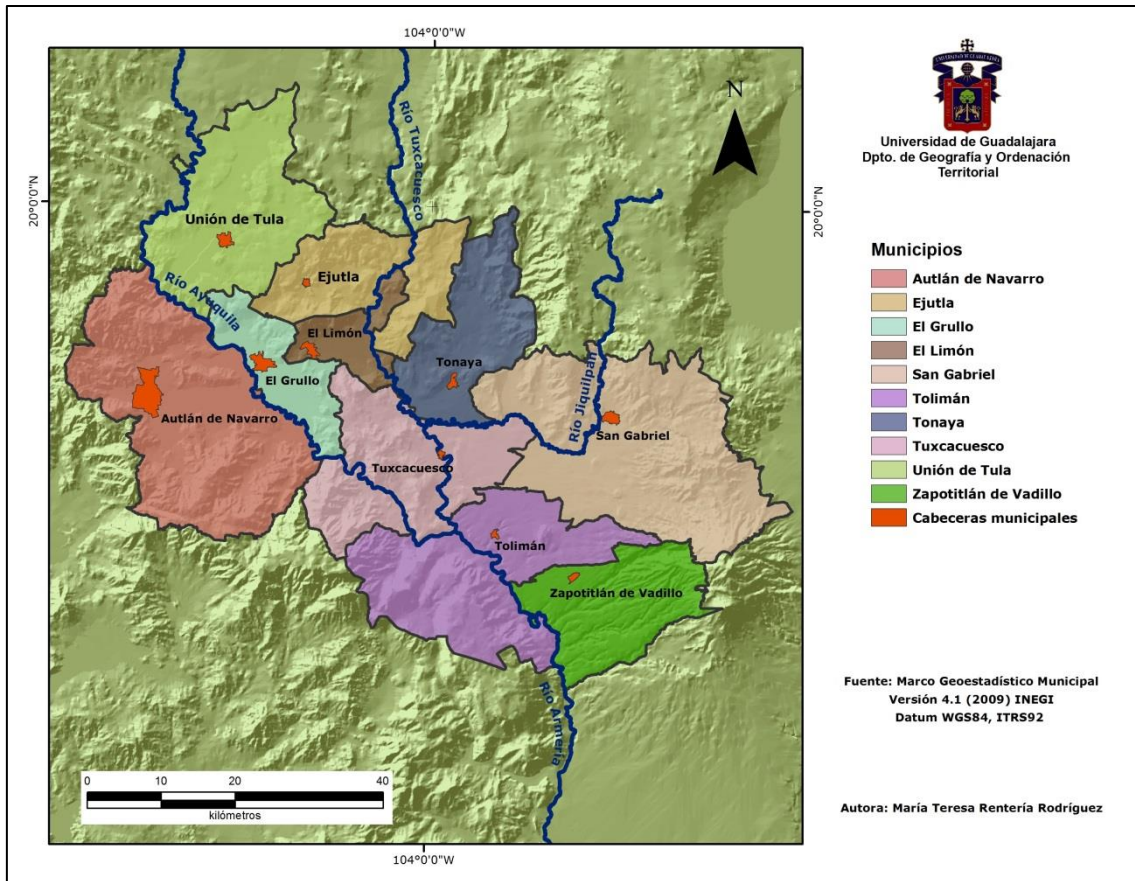 104°0'0"W
20°0'0"N
20°0'0"N
N
Río Tuxcacuesco
Unión de Tula
Río Ayuquila
Ejutla
El Limón
El Grullo
Tonaya
Autlán de Navarro
Río Jiquilpan
San Gabriel
Tuxcacuesco
Tolimán
Zapotitlán de Vadillo
Río Armería
0 10 20 40
kilómetros
104°0'0"W
Universidad de Guadalajara
Dpto. de Geografía y Ordenación
Territorial
Municipios
Autlán de Navarro
Ejutla
El Grullo
El Limón
San Gabriel
Tolimán
Tonaya
Tuxcacuesco
Unión de Tula
Zapotitlán de Vadillo
Cabeceras municipales
Fuente: Marco Geoestadístico Municipal
Versión 4.1 (2009) INEGI
Datum WGS84, ITRS92
Autora: María Teresa Rentería Rodríguez